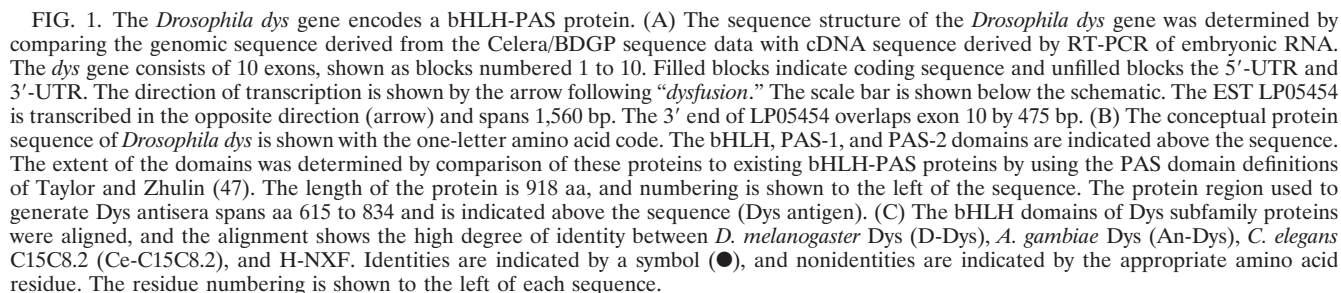 FIG. 1. The Drosophila dys gene encodes a bHLH-PAS protein. (A) The sequence structure of the Drosophila dys gene was determined by
comparing the genomic sequence derived from the Celera/BDGP sequence data with cDNA sequence derived by RT-PCR of embryonic RNA.
The dys gene consists of 10 exons, shown as blocks numbered 1 to 10. Filled blocks indicate coding sequence and unfilled blocks the 5′-UTR and
3′-UTR. The direction of transcription is shown by the arrow following “dysfusion.” The scale bar is shown below the schematic. The EST LP05454
is transcribed in the opposite direction (arrow) and spans 1,560 bp. The 3′ end of LP05454 overlaps exon 10 by 475 bp. (B) The conceptual protein
sequence of Drosophila dys is shown with the one-letter amino acid code. The bHLH, PAS-1, and PAS-2 domains are indicated above the sequence.
The extent of the domains was determined by comparison of these proteins to existing bHLH-PAS proteins by using the PAS domain definitions
of Taylor and Zhulin (47). The length of the protein is 918 aa, and numbering is shown to the left of the sequence. The protein region used to
generate Dys antisera spans aa 615 to 834 and is indicated above the sequence (Dys antigen). (C) The bHLH domains of Dys subfamily proteins
were aligned, and the alignment shows the high degree of identity between D. melanogaster Dys (D-Dys), A. gambiae Dys (An-Dys), C. elegans
C15C8.2 (Ce-C15C8.2), and H-NXF. Identities are indicated by a symbol (●), and nonidentities are indicated by the appropriate amino acid
residue. The residue numbering is shown to the left of each sequence.